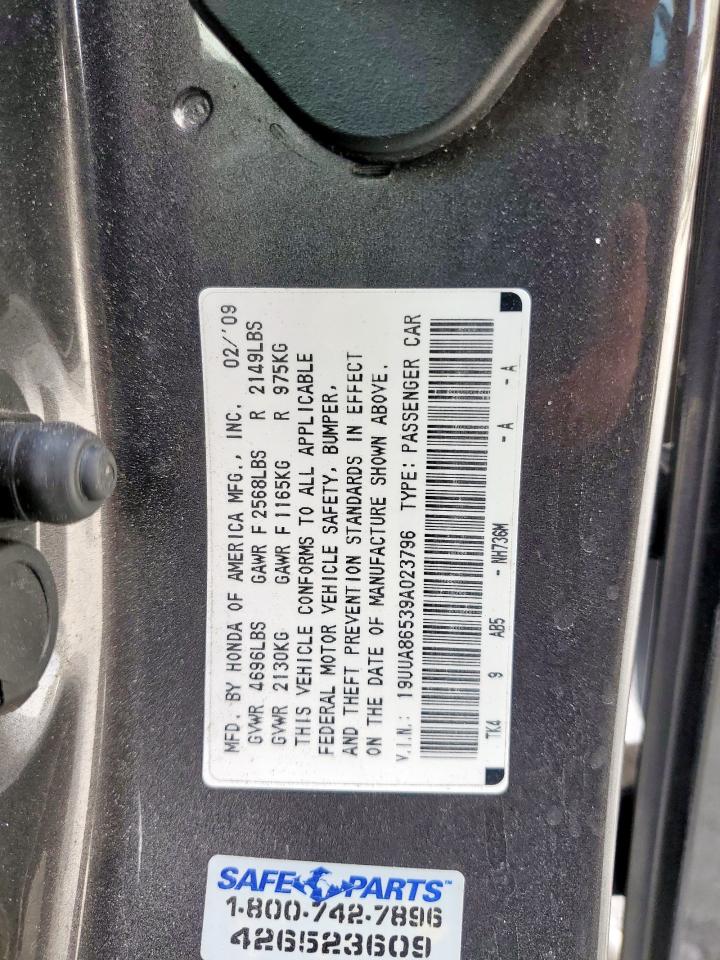 MFD. BY HONDA OF AMERICA MFG., INC. 02/'09
GVWR 4696LBS GAWR F 2568LBS R 2149LBS
GVWR 2130KG GAWR F 1165KG R 975KG
THIS VEHICLE CONFORMS TO ALL APPLICABLE
FEDERAL MOTOR VEHICLE SAFETY, BUMPER,
AND THEFT PREVENTION STANDARDS IN EFFECT
ON THE DATE OF MANUFACTURE SHOWN ABOVE.
V.I.N.: 19UUA86539A023796 TYPE: PASSENGER CAR
TK4 9 AB5 - NH736M - A - A
SAFE PARTS™
1-800-742-7896
426523609